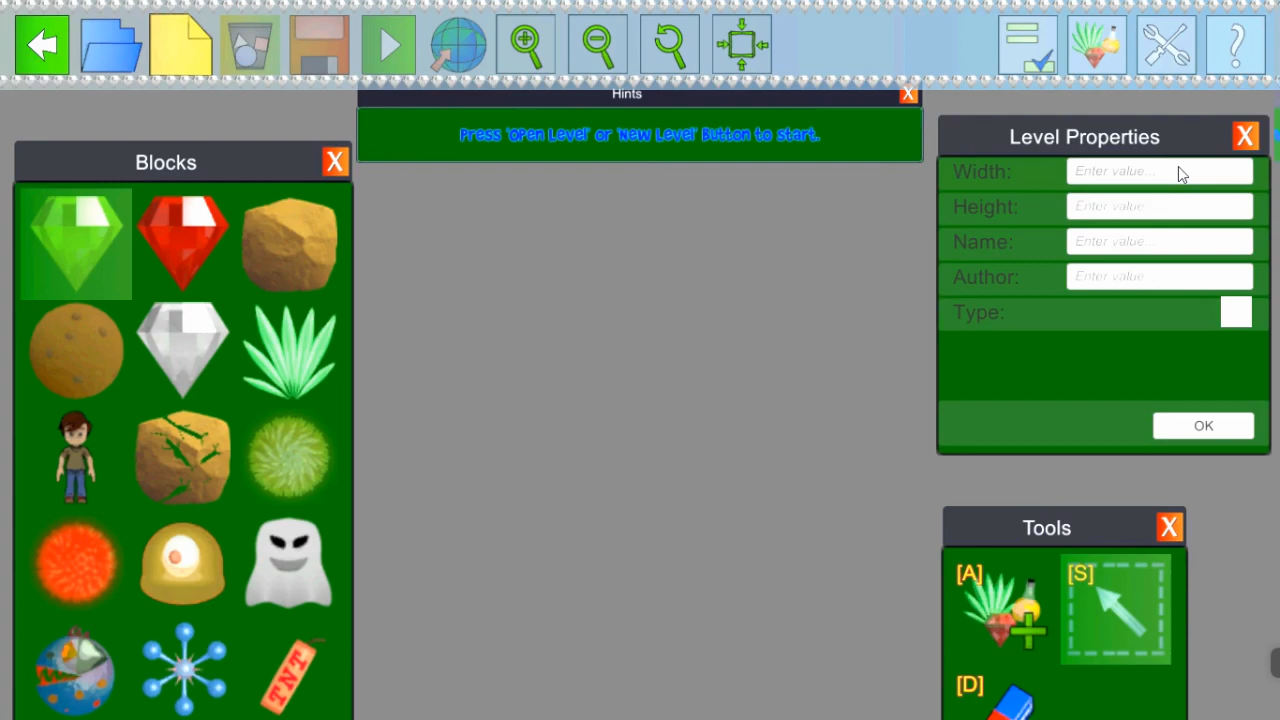 Hints
Press 'Open Level' or 'New Level' Button to start.
Blocks
TNT
Level Properties
Width: Enter value...
Height: Enter value...
Name: Enter value...
Author: Enter value...
Type:
OK
Tools
[A] [S]
[D]